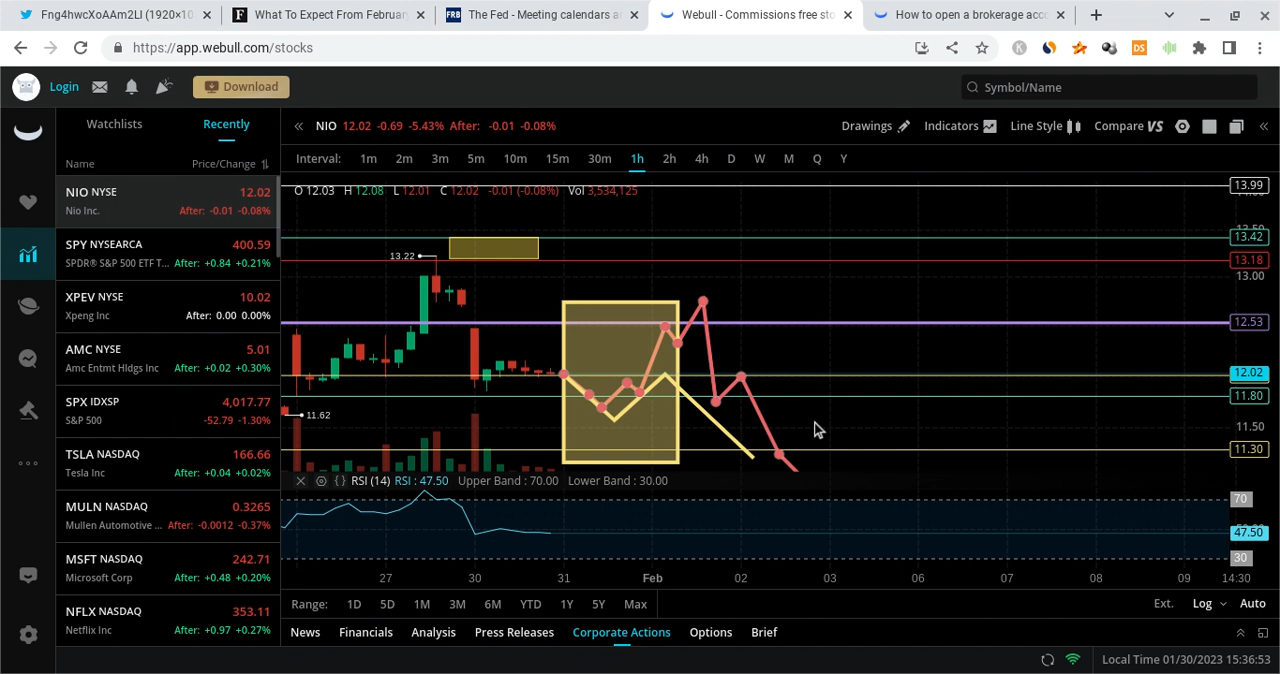 Fng4hwcXoAAm2Ll (1920×10
What To Expect From Februar
FRB
The Fed - Meeting calendars a
Webull - Commissions free sto
How to open a brokerage acco
https://app.webull.com/stocks
Login
Download
Symbol/Name
Watchlists
Recently
Name
Price/Change
NIO NYSE 12.02
Nio Inc. After: -0.01 -0.08%
SPY NYSEARCA 400.59
SPDR® S&P 500 ETF T... After: +0.84 +0.21%
XPEV NYSE 10.02
Xpeng Inc After: 0.00 0.00%
AMC NYSE 5.01
Amc Entmt Hldgs Inc After: +0.02 +0.30%
SPX IDXSP 4,017.77
S&P 500 -52.79 -1.30%
TSLA NASDAQ 166.66
Tesla Inc After: +0.04 +0.02%
MULN NASDAQ 0.3265
Mullen Automotive ... After: -0.0012 -0.37%
MSFT NASDAQ 242.71
Microsoft Corp After: +0.48 +0.20%
NFLX NASDAQ 353.11
Netflix Inc After: +0.97 +0.27%
NIO 12.02 -0.69 -5.43% After: -0.01 -0.08%
Drawings
Indicators
Line Style
Compare VS
Interval: 1m 2m 3m 5m 10m 15m 30m 1h 2h 4h D W M Q Y
O 12.03 H 12.08 L 12.01 C 12.02 -0.01 (-0.08%) Vol 3,534,125
13.99
13.42
13.18
13.00
12.53
12.02
11.80
11.50
11.30
13.22
11.62
RSI (14) RSI : 47.50 Upper Band : 70.00 Lower Band : 30.00
70
47.50
30
27 30 31 Feb 02 03 06 07 08 09 14:30
Range: 1D 5D 1M 3M 6M YTD 1Y 5Y Max
Ext. Log Auto
News Financials Analysis Press Releases Corporate Actions Options Brief
Local Time 01/30/2023 15:36:53